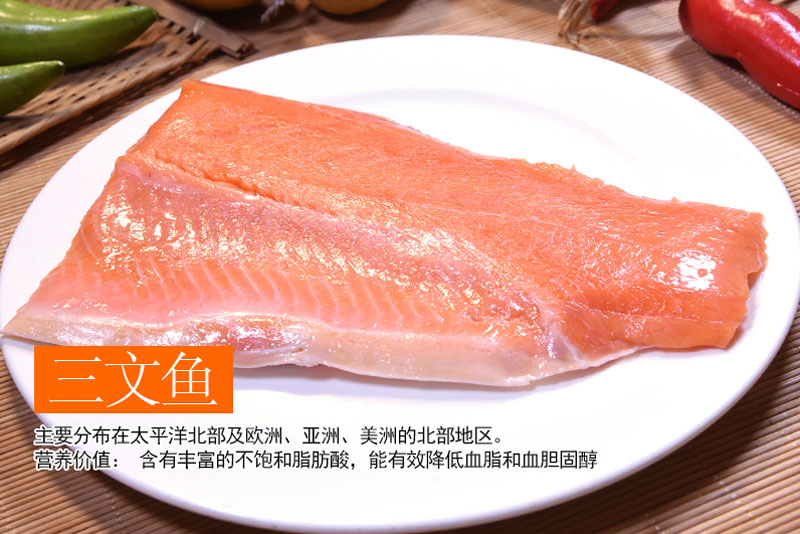 三文鱼
主要分布在太平洋北部及欧洲、亚洲、美洲的北部地区。
营养价值： 含有丰富的不饱和脂肪酸，能有效降低血脂和血胆固醇